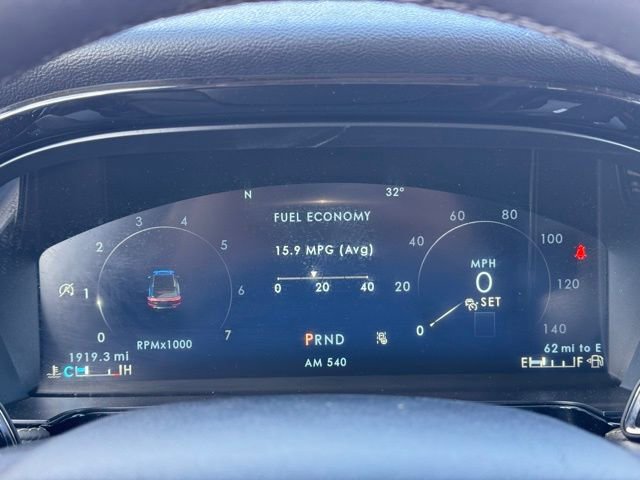 N 32°
FUEL ECONOMY
15.9 MPG (Avg)
0 20 40
0 1 2 3 4 5 6 7
RPMx1000
1919.3 mi
C H
PRND
AM 540
0 20 40 60 80 100 120 140
MPH
0
SET
62 mi to E
E F